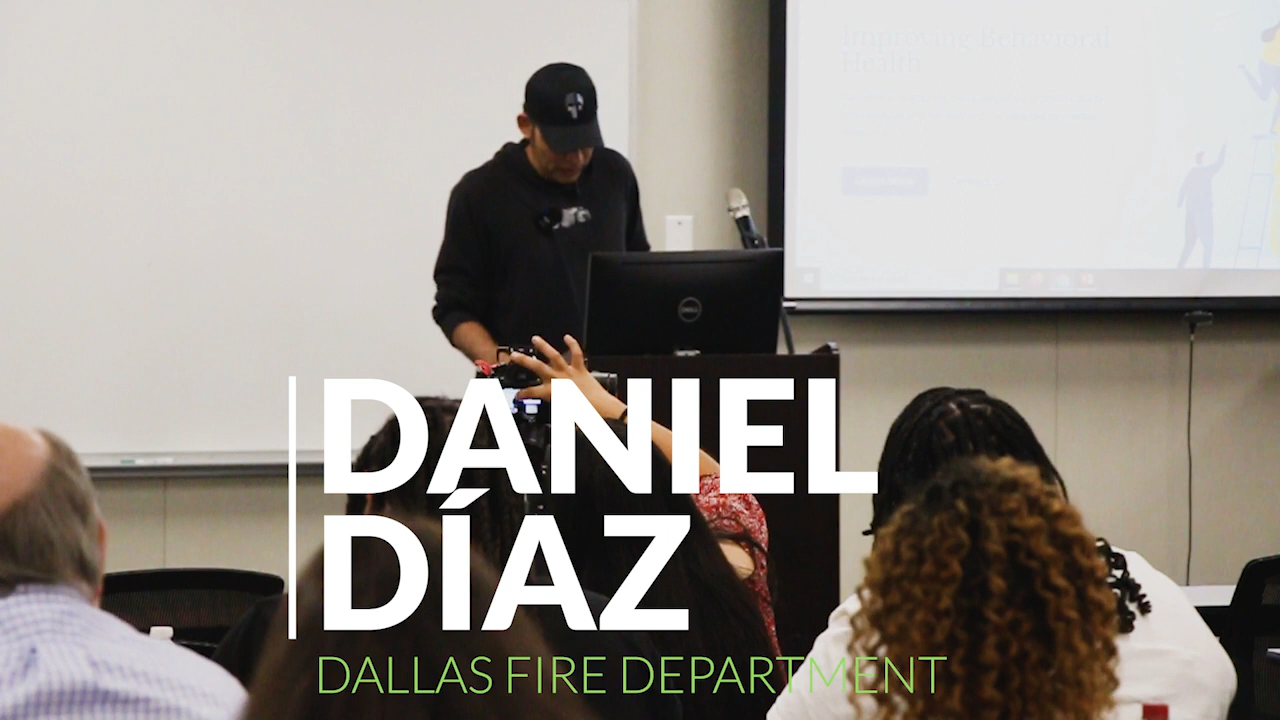 Improving Behavioral
Health
DELL
DANIEL
DÍAZ
DALLAS FIRE DEPARTMENT